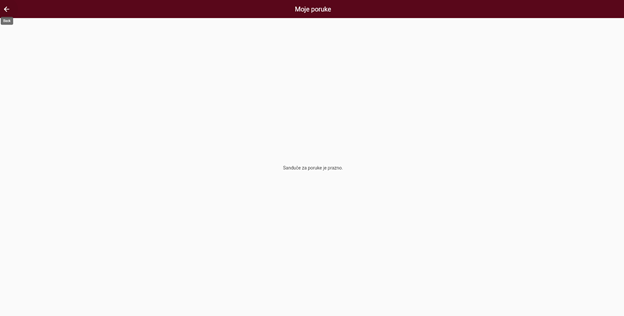 Moje poruke
Back
Sanduče za poruke je prazno.